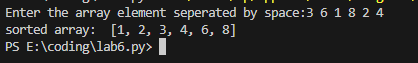 Enter the array element seperated by space:3 6 1 8 2 4
sorted array:  [1, 2, 3, 4, 6, 8]
PS E:\coding\lab6.py>